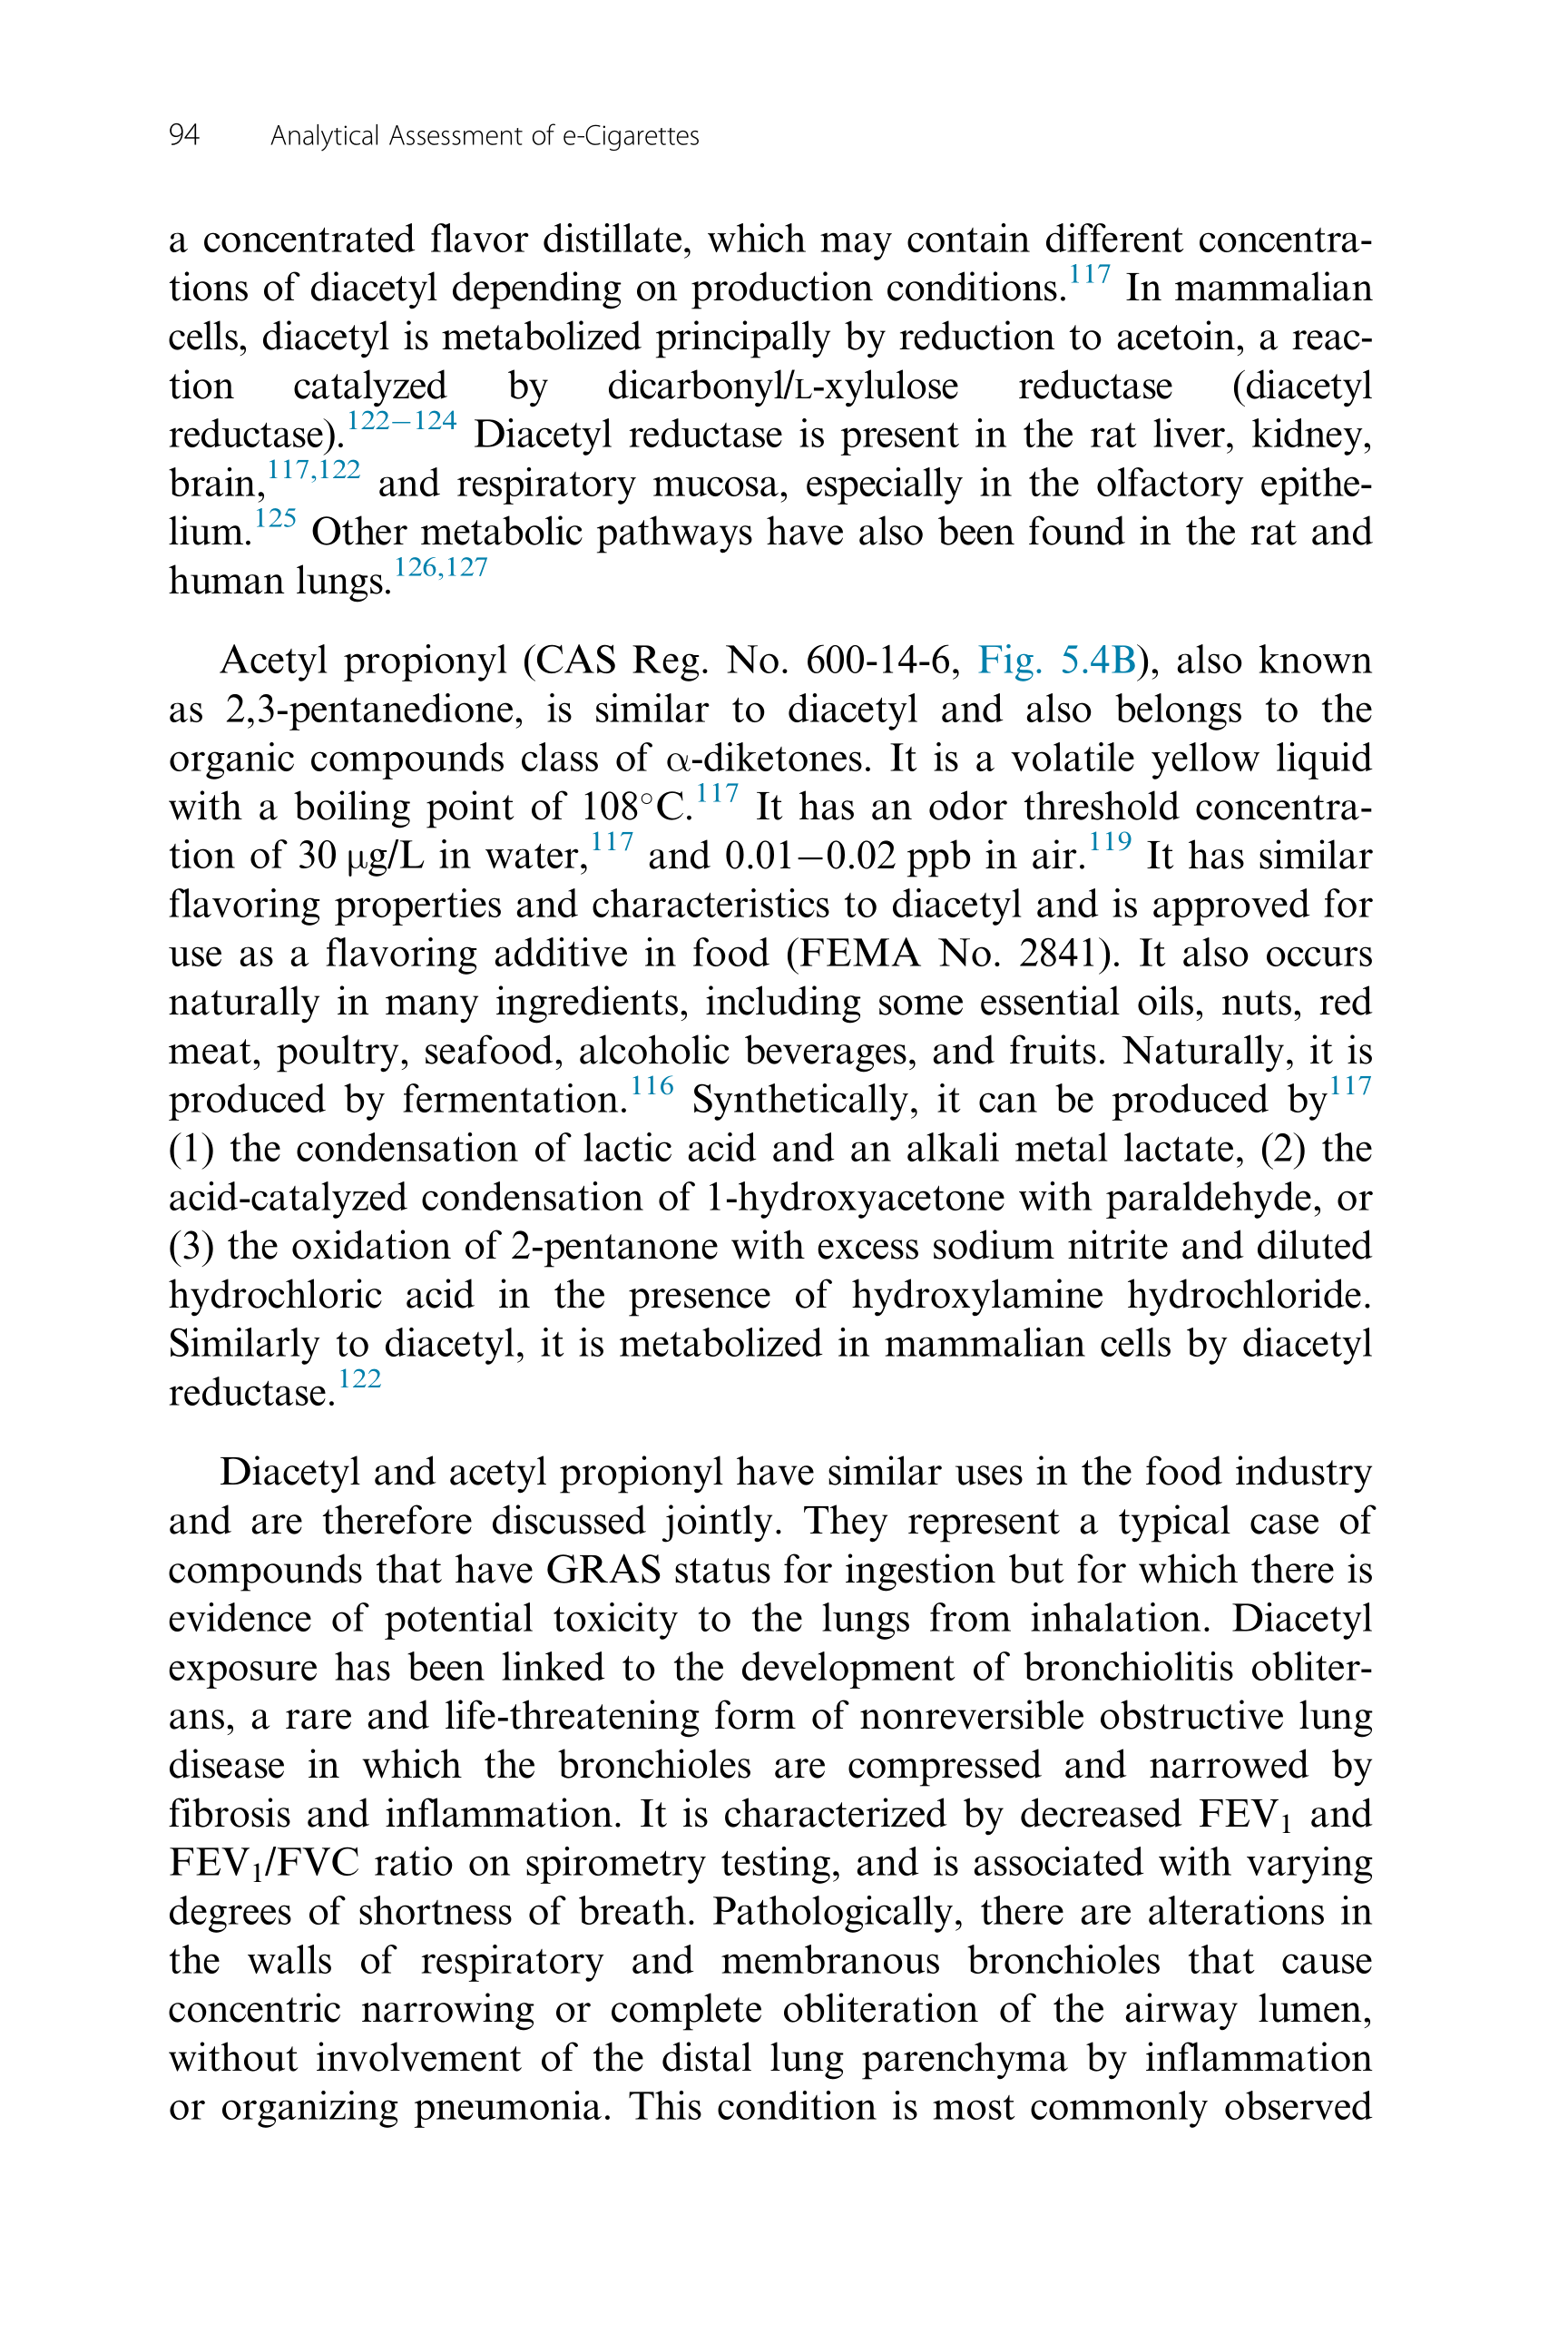 94 Analytical Assessment of e-Cigarettes
a concentrated flavor distillate, which may contain different concentra-
tions of diacetyl depending on production conditions.117 In mammalian
cells, diacetyl is metabolized principally by reduction to acetoin, a reac-
tion catalyzed by dicarbonyl/L-xylulose reductase (diacetyl
reductase).122–124 Diacetyl reductase is present in the rat liver, kidney,
brain,117,122 and respiratory mucosa, especially in the olfactory epithe-
lium.125 Other metabolic pathways have also been found in the rat and
human lungs.126,127
Acetyl propionyl (CAS Reg. No. 600-14-6, Fig. 5.4B), also known
as 2,3-pentanedione, is similar to diacetyl and also belongs to the
organic compounds class of α-diketones. It is a volatile yellow liquid
with a boiling point of 108°C.117 It has an odor threshold concentra-
tion of 30 μg/L in water,117 and 0.01–0.02 ppb in air.119 It has similar
flavoring properties and characteristics to diacetyl and is approved for
use as a flavoring additive in food (FEMA No. 2841). It also occurs
naturally in many ingredients, including some essential oils, nuts, red
meat, poultry, seafood, alcoholic beverages, and fruits. Naturally, it is
produced by fermentation.116 Synthetically, it can be produced by117
(1) the condensation of lactic acid and an alkali metal lactate, (2) the
acid-catalyzed condensation of 1-hydroxyacetone with paraldehyde, or
(3) the oxidation of 2-pentanone with excess sodium nitrite and diluted
hydrochloric acid in the presence of hydroxylamine hydrochloride.
Similarly to diacetyl, it is metabolized in mammalian cells by diacetyl
reductase.122
Diacetyl and acetyl propionyl have similar uses in the food industry
and are therefore discussed jointly. They represent a typical case of
compounds that have GRAS status for ingestion but for which there is
evidence of potential toxicity to the lungs from inhalation. Diacetyl
exposure has been linked to the development of bronchiolitis obliter-
ans, a rare and life-threatening form of nonreversible obstructive lung
disease in which the bronchioles are compressed and narrowed by
fibrosis and inflammation. It is characterized by decreased FEV1 and
FEV1/FVC ratio on spirometry testing, and is associated with varying
degrees of shortness of breath. Pathologically, there are alterations in
the walls of respiratory and membranous bronchioles that cause
concentric narrowing or complete obliteration of the airway lumen,
without involvement of the distal lung parenchyma by inflammation
or organizing pneumonia. This condition is most commonly observed